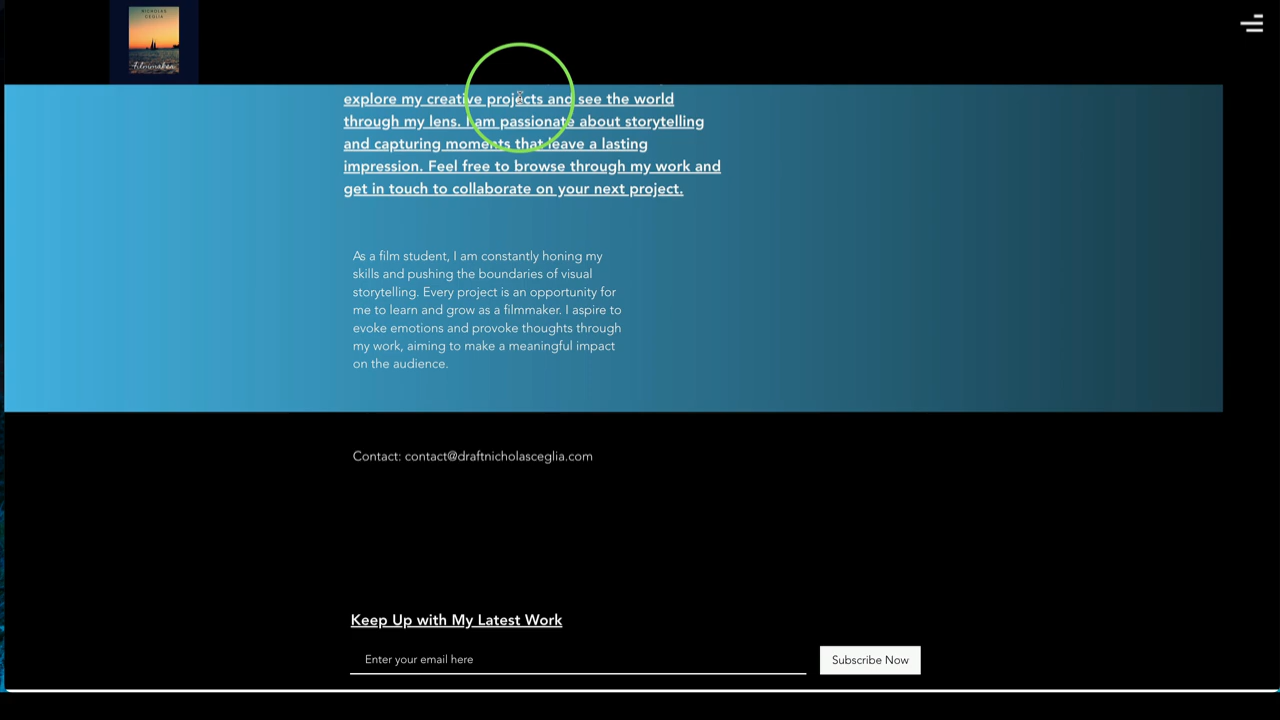 NICHOLAS
CEGLIA
filmmaker
explore my creative projects and see the world
through my lens. I am passionate about storytelling
and capturing moments that leave a lasting
impression. Feel free to browse through my work and
get in touch to collaborate on your next project.
As a film student, I am constantly honing my
skills and pushing the boundaries of visual
storytelling. Every project is an opportunity for
me to learn and grow as a filmmaker. I aspire to
evoke emotions and provoke thoughts through
my work, aiming to make a meaningful impact
on the audience.
Contact: contact@draftnicholasceglia.com
Keep Up with My Latest Work
Enter your email here
Subscribe Now